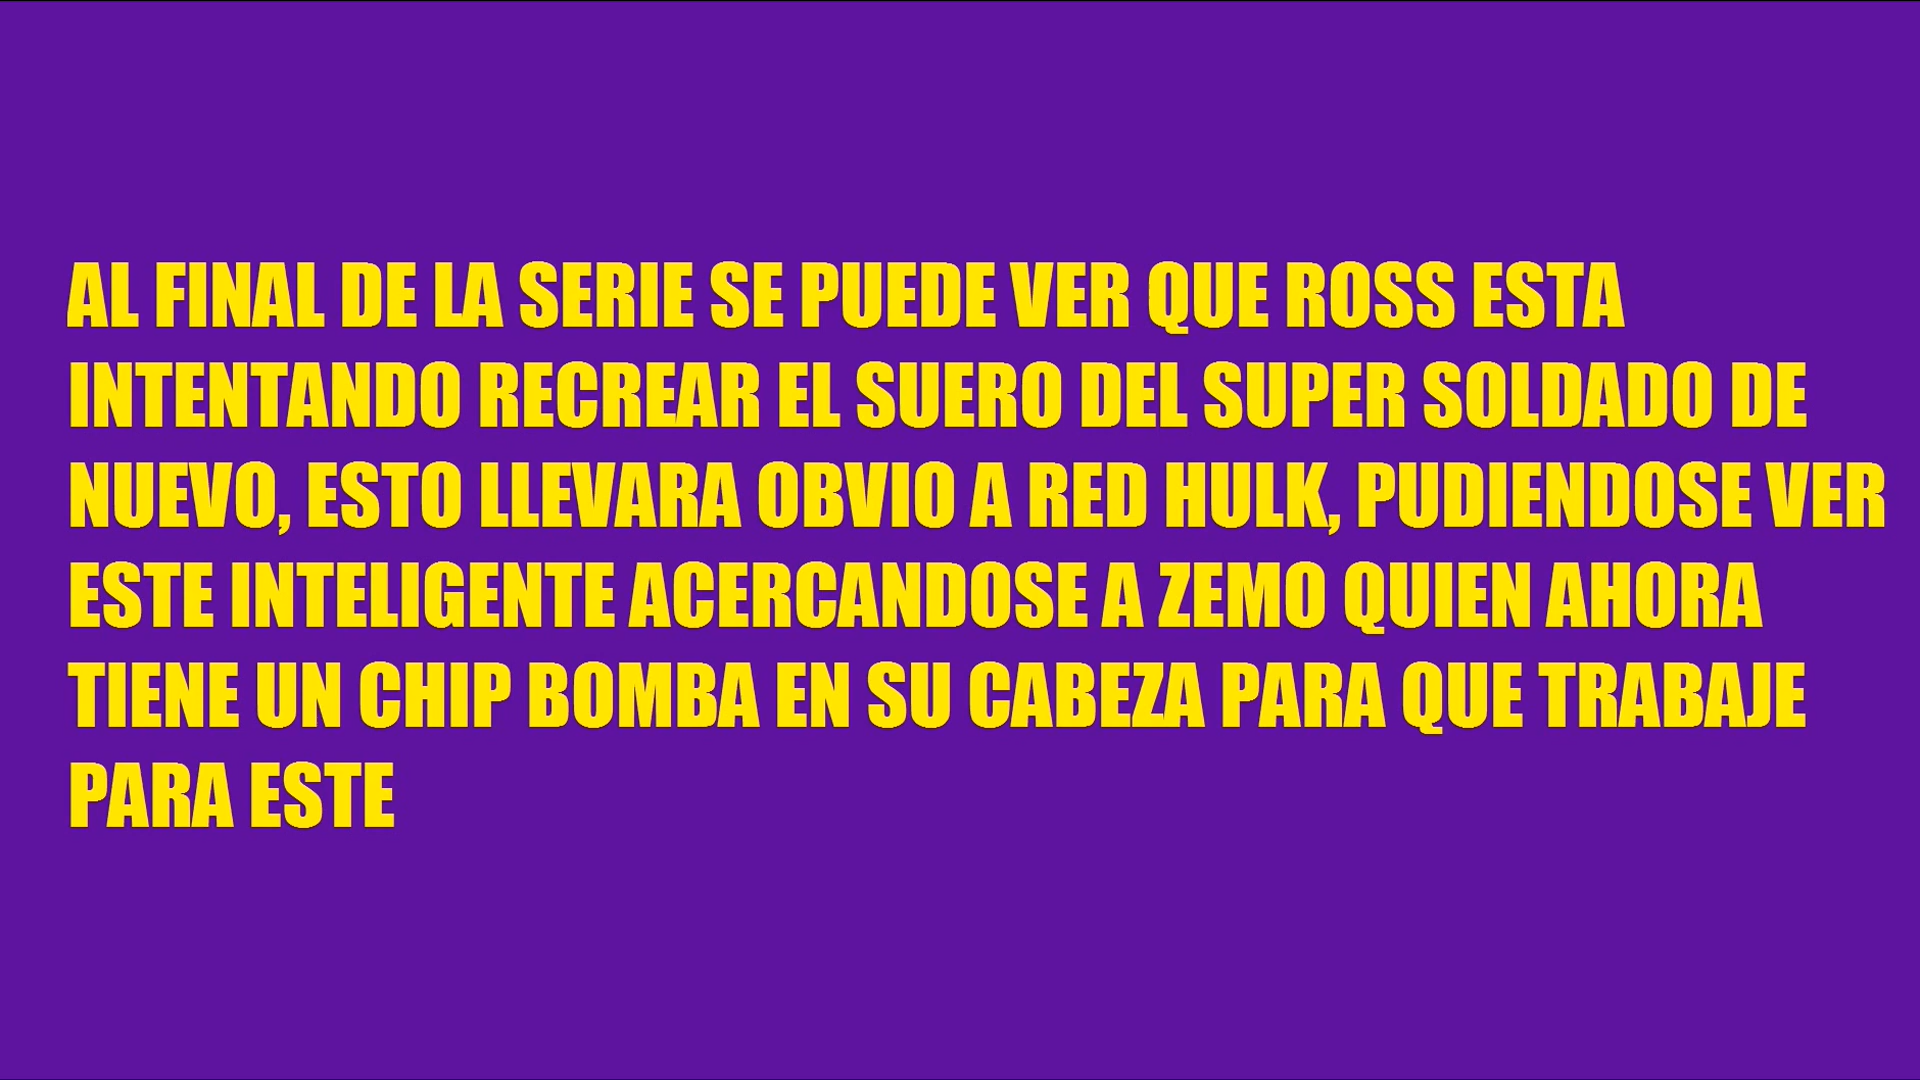 AL FINAL DE LA SERIE SE PUEDE VER QUE ROSS ESTA
INTENTANDO RECREAR EL SUERO DEL SUPER SOLDADO DE
NUEVO, ESTO LLEVARA OBVIO A RED HULK, PUDIENDOSE VER
ESTE INTELIGENTE ACERCANDOSE A ZEMO QUIEN AHORA
TIENE UN CHIP BOMBA EN SU CABEZA PARA QUE TRABAJE
PARA ESTE